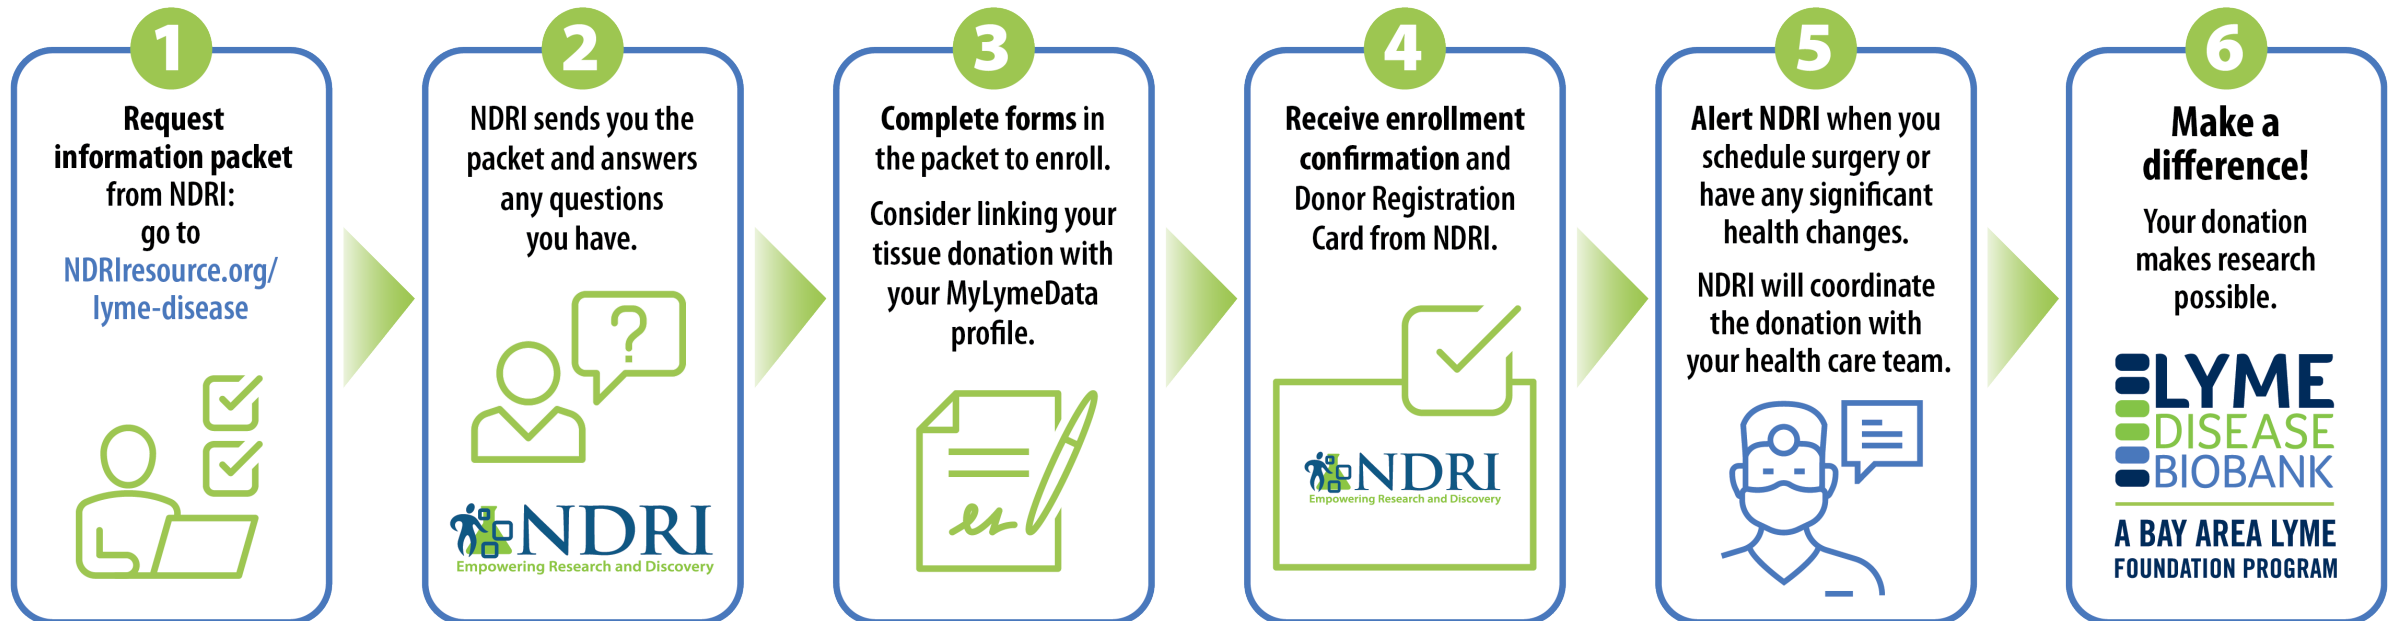 1
Request
information packet
from NDRI:
go to
NDRIresource.org/
lyme-disease
2
NDRI sends you the
packet and answers
any questions
you have.
?
NDRI
Empowering Research and Discovery
3
Complete forms in
the packet to enroll.
Consider linking your
tissue donation with
your MyLymeData
profile.
4
Receive enrollment
confirmation and
Donor Registration
Card from NDRI.
NDRI
Empowering Research and Discovery
5
Alert NDRI when you
schedule surgery or
have any significant
health changes.
NDRI will coordinate
the donation with
your health care team.
6
Make a
difference!
Your donation
makes research
possible.
LYME
DISEASE
BIOBANK
A BAY AREA LYME
FOUNDATION PROGRAM